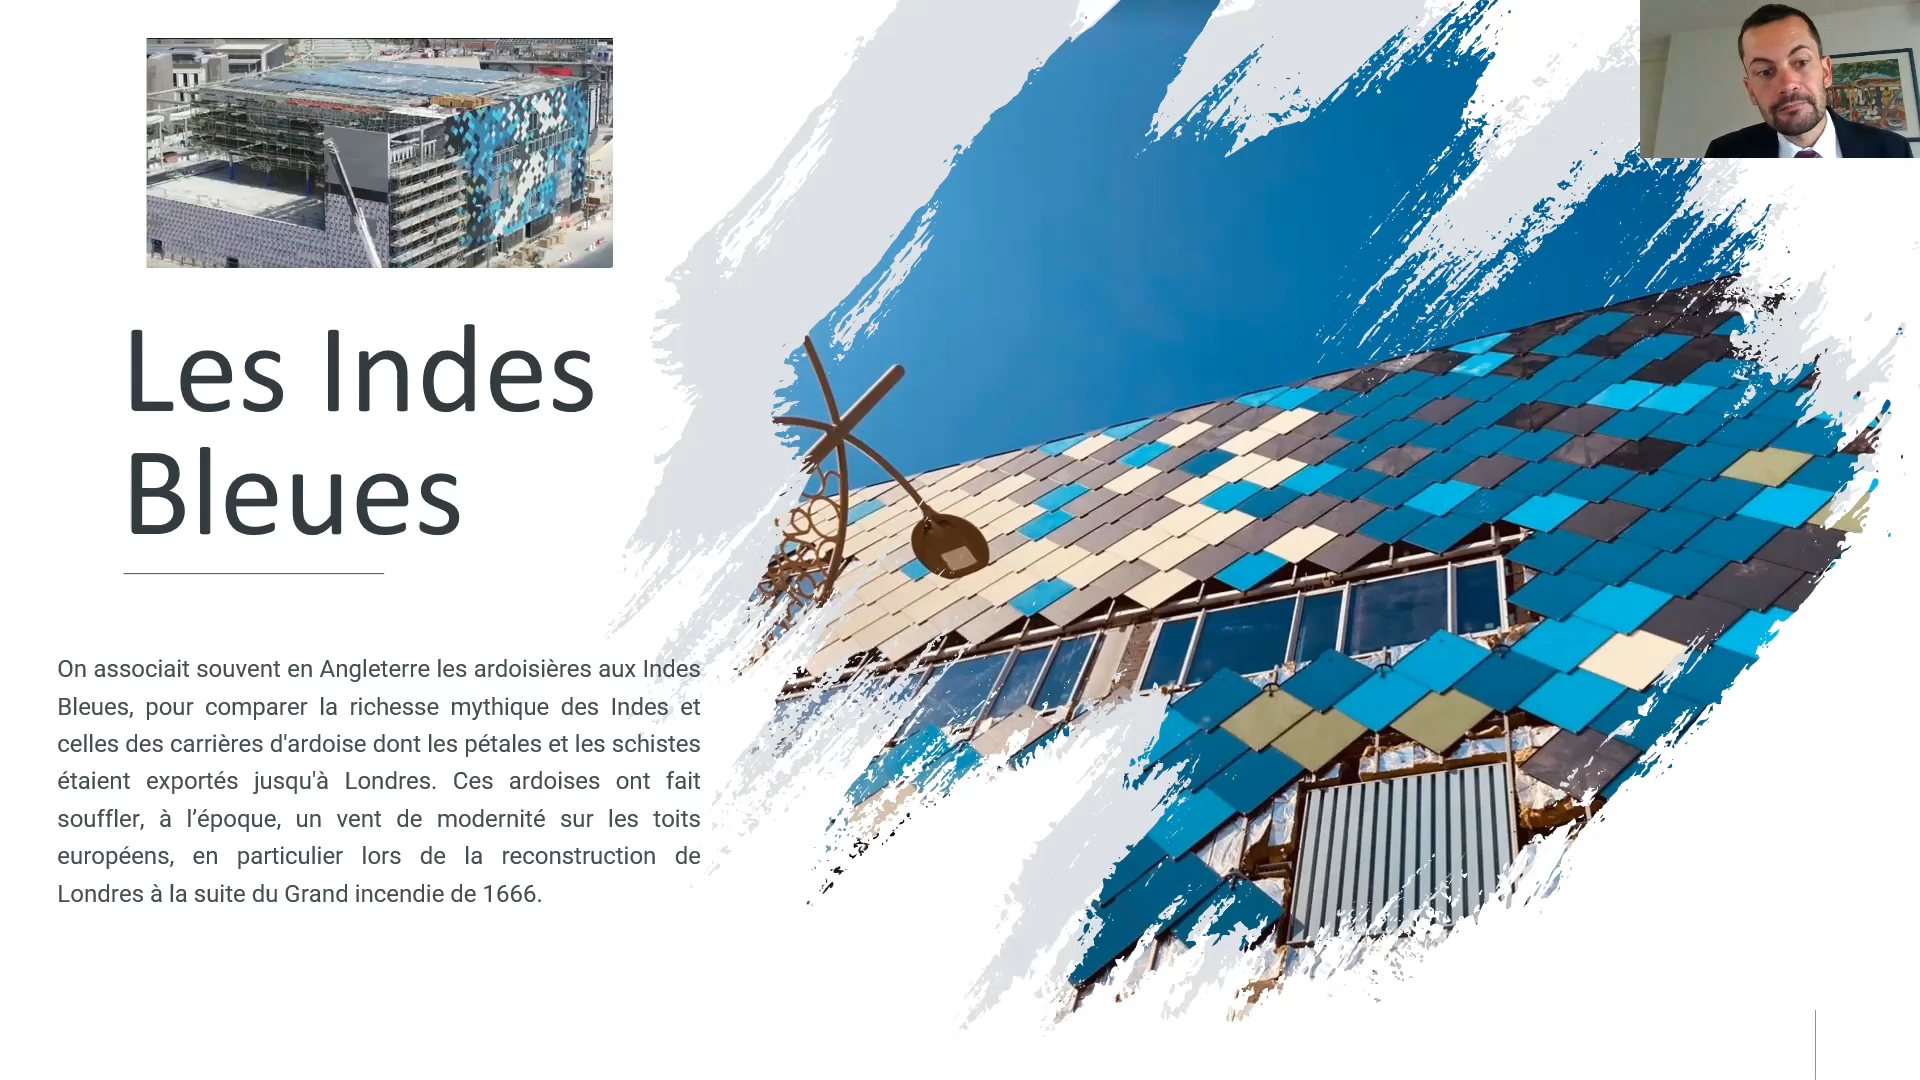 Les Indes
Bleues
On associait souvent en Angleterre les ardoisières aux Indes
Bleues, pour comparer la richesse mythique des Indes et
celles des carrières d'ardoise dont les pétales et les schistes
étaient exportés jusqu'à Londres. Ces ardoises ont fait
souffler, à l’époque, un vent de modernité sur les toits
européens, en particulier lors de la reconstruction de
Londres à la suite du Grand incendie de 1666.